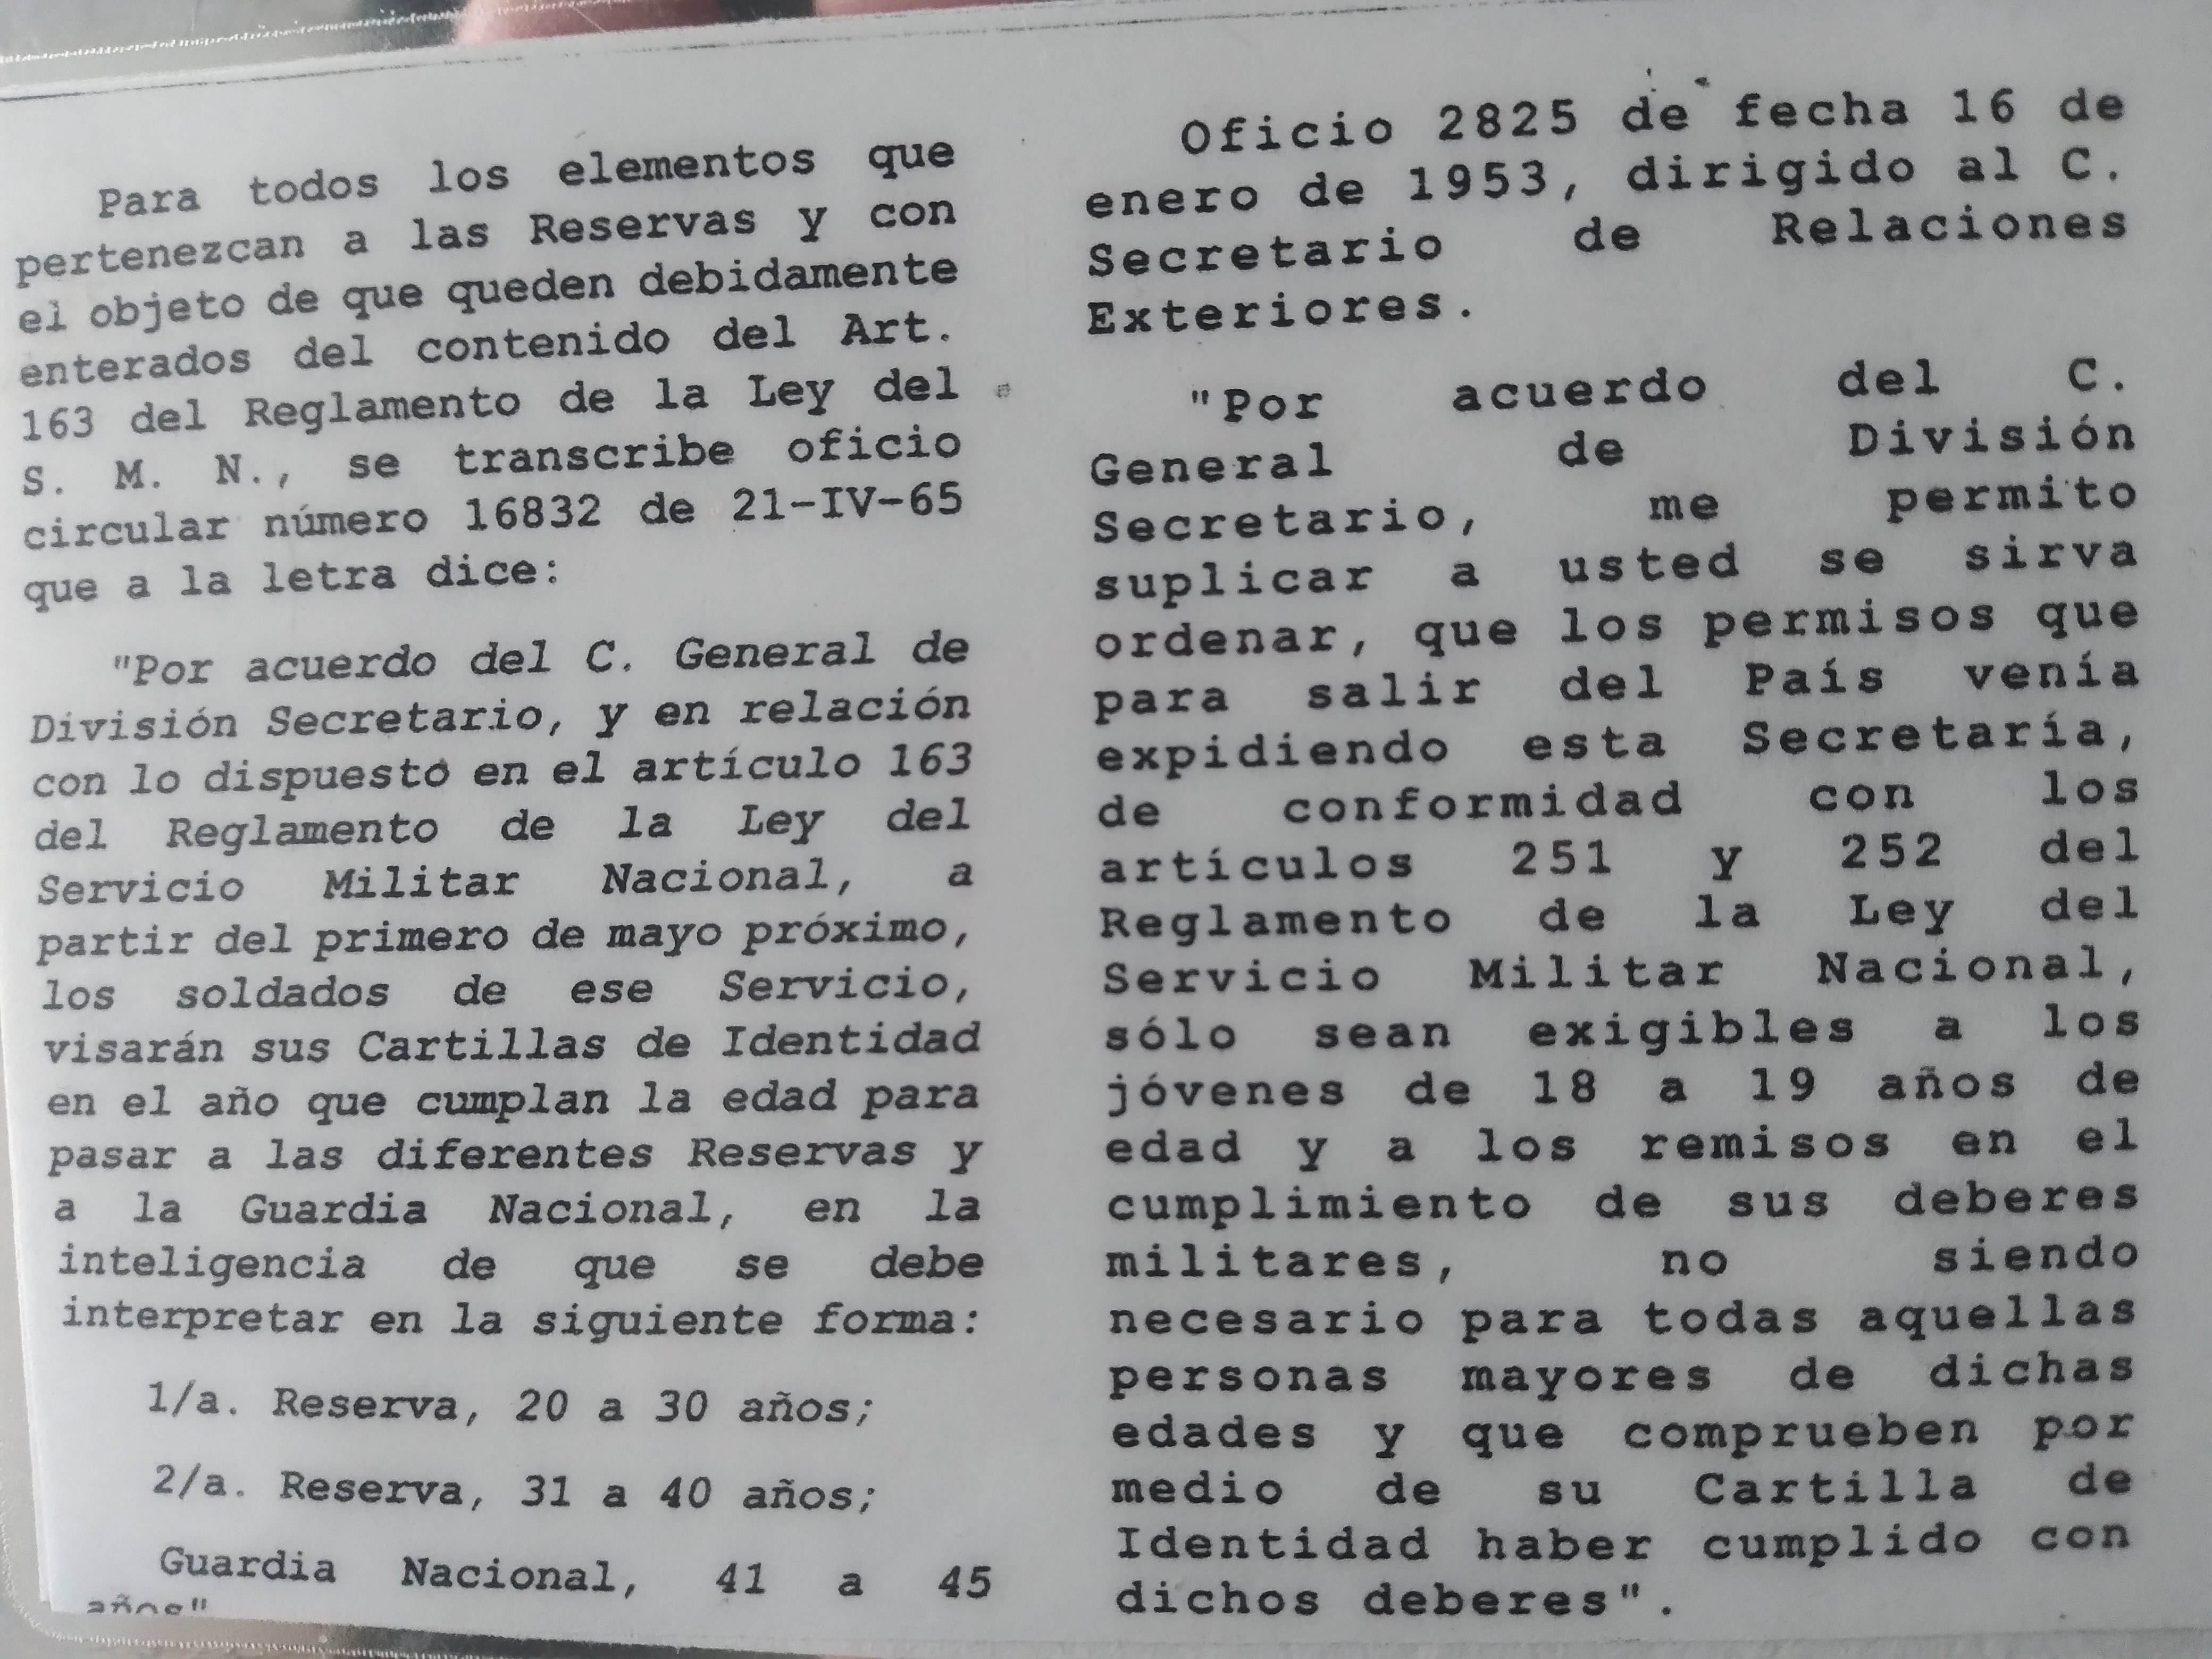 Para todos los elementos que
pertenezcan a las Reservas y con
el objeto de que queden debidamente
enterados del contenido del Art.
163 del Reglamento de la Ley del
S. M. N., se transcribe oficio
circular número 16832 de 21-IV-65
que a la letra dice:
"Por acuerdo del C. General de
División Secretario, y en relación
con lo dispuesto en el artículo 163
del Reglamento de la Ley del
Servicio Militar Nacional, a
partir del primero de mayo próximo,
los soldados de ese Servicio,
visarán sus Cartillas de Identidad
en el año que cumplan la edad para
pasar a las diferentes Reservas y
a la Guardia Nacional, en la
inteligencia de que se debe
interpretar en la siguiente forma:
1/a. Reserva, 20 a 30 años;
2/a. Reserva, 31 a 40 años;
Guardia Nacional, 41 a 45
años"
Oficio 2825 de fecha 16 de
enero de 1953, dirigido al C.
Secretario de Relaciones
Exteriores.
"Por acuerdo del C.
General de División
Secretario, me permito
suplicar a usted se sirva
ordenar, que los permisos que
para salir del País venía
expidiendo esta Secretaría,
de conformidad con los
artículos 251 y 252 del
Reglamento de la Ley del
Servicio Militar Nacional,
sólo sean exigibles a los
jóvenes de 18 a 19 años de
edad y a los remisos en el
cumplimiento de sus deberes
militares, no siendo
necesario para todas aquellas
personas mayores de dichas
edades y que comprueben por
medio de su Cartilla de
Identidad haber cumplido con
dichos deberes".